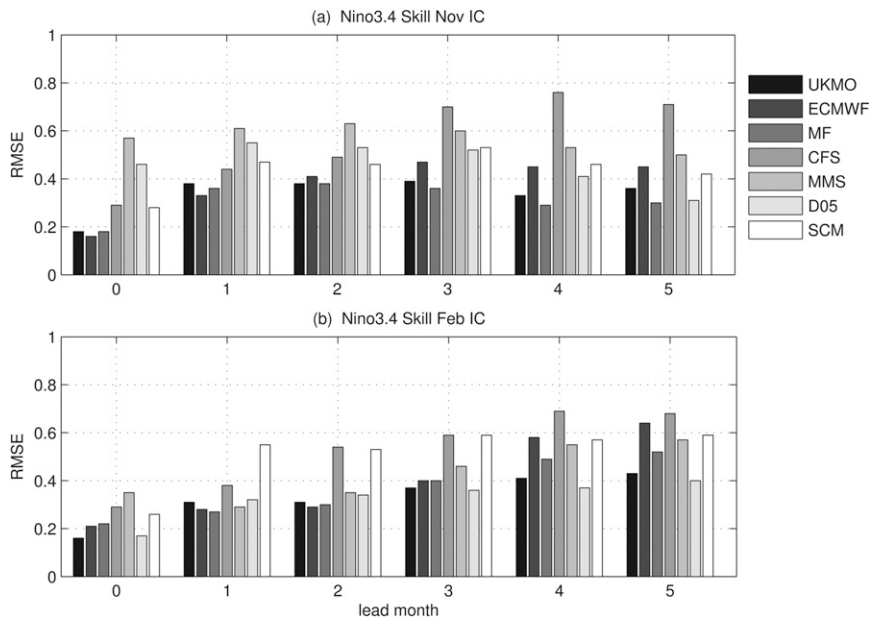 (a) Nino3.4 Skill Nov IC
1
0.8
0.6
0.4
0.2
0
RMSE
0 1 2 3 4 5
UKMO
ECMWF
MF
CFS
MMS
D05
SCM
(b) Nino3.4 Skill Feb IC
1
0.8
0.6
0.4
0.2
0
RMSE
0 1 2 3 4 5
lead month